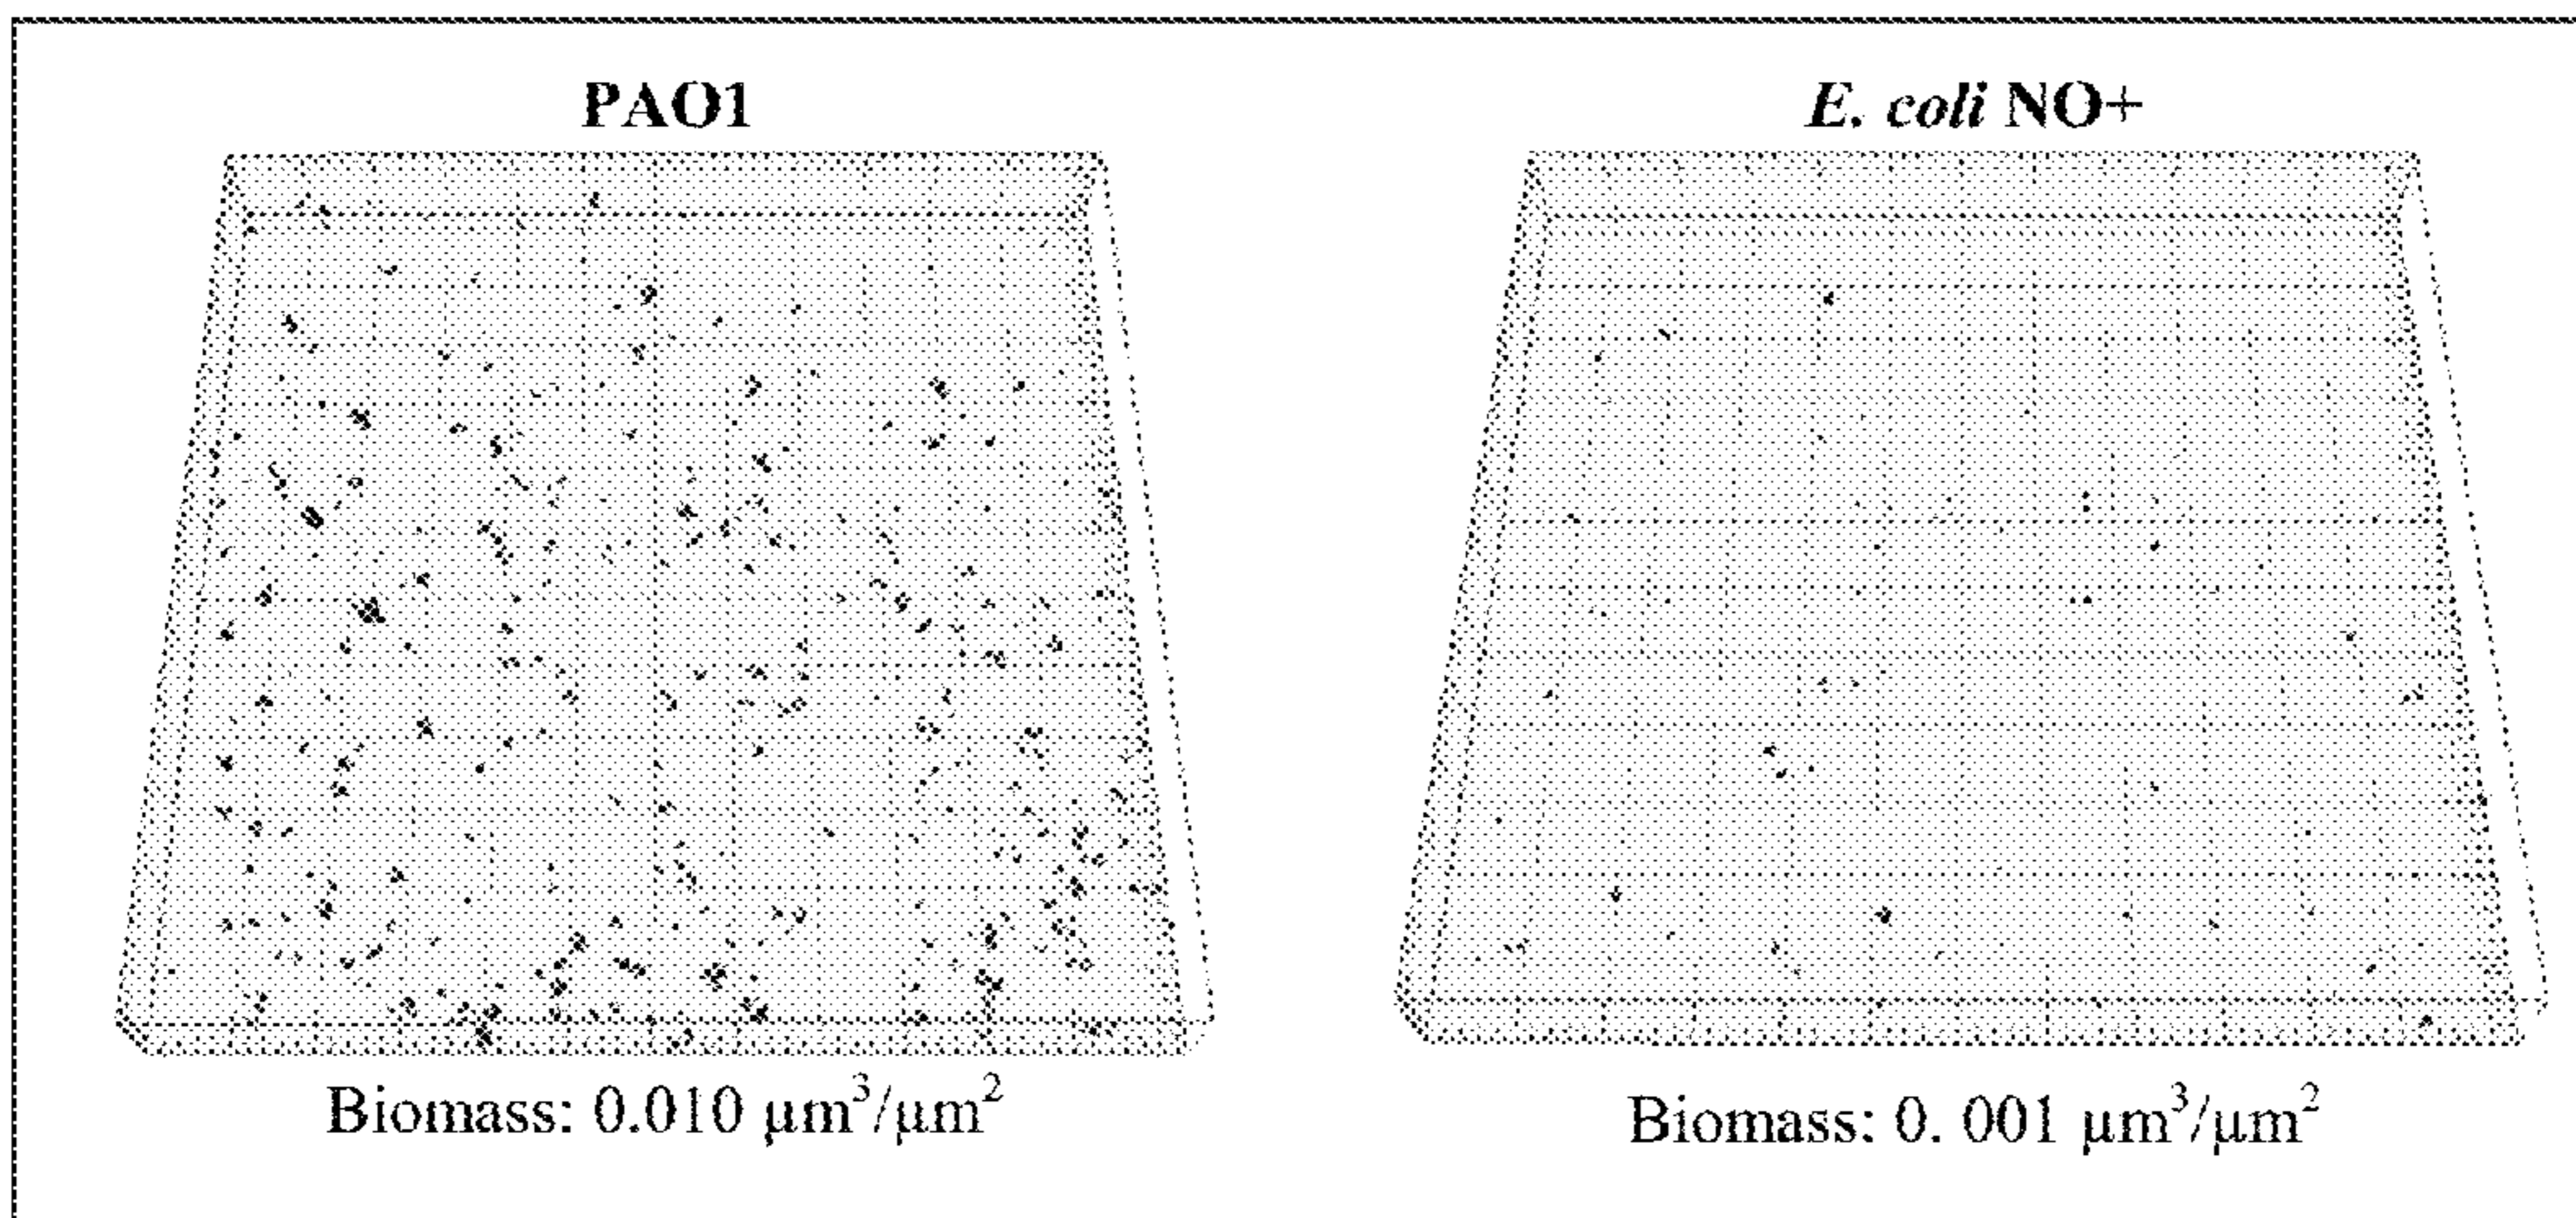 PAO1
E. coli NO+
Biomass: 0.010 μm³/μm²
Biomass: 0. 001 μm³/μm²